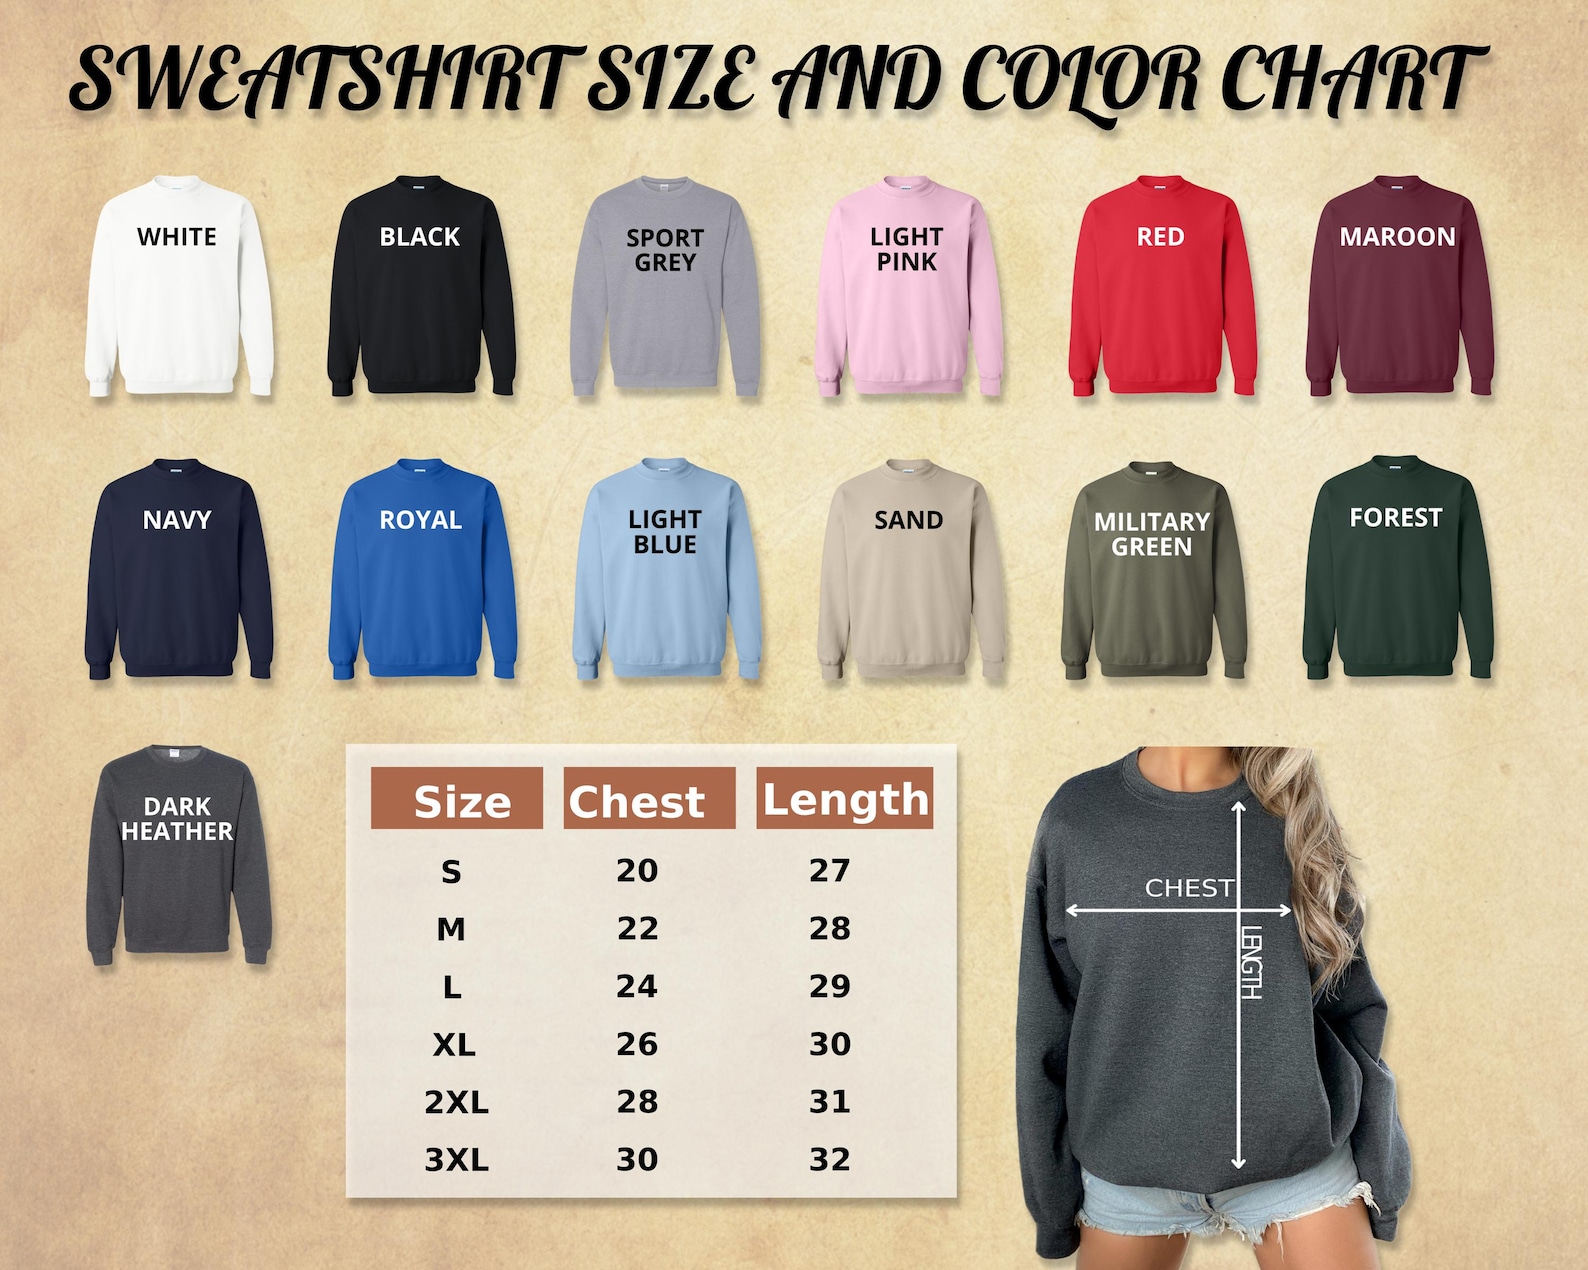 SWEATSHIRT SIZE AND COLOR CHART
WHITE
BLACK
SPORT
GREY
LIGHT
PINK
RED
MAROON
NAVY
ROYAL
LIGHT
BLUE
SAND
MILITARY
GREEN
FOREST
DARK
HEATHER
Size Chest Length
S 20 27
M 22 28
L 24 29
XL 26 30
2XL 28 31
3XL 30 32
CHEST
LENGTH